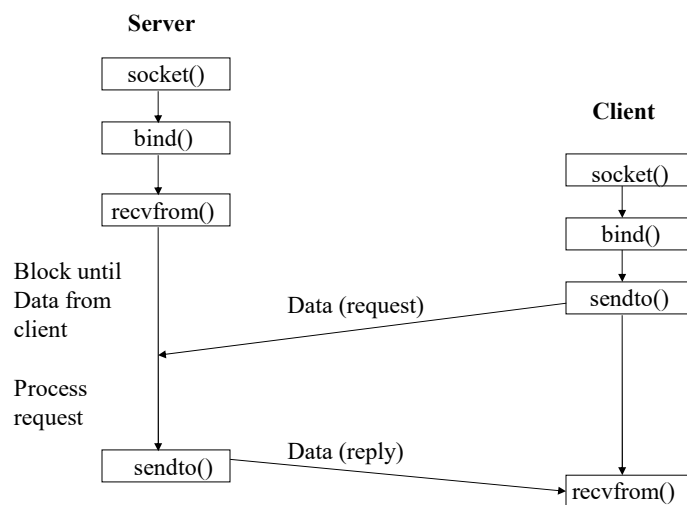 Server
socket()
bind()
recvfrom()
Block until
Data from
client
Process
request
sendto()
Data (request)
Data (reply)
Client
socket()
bind()
sendto()
recvfrom()